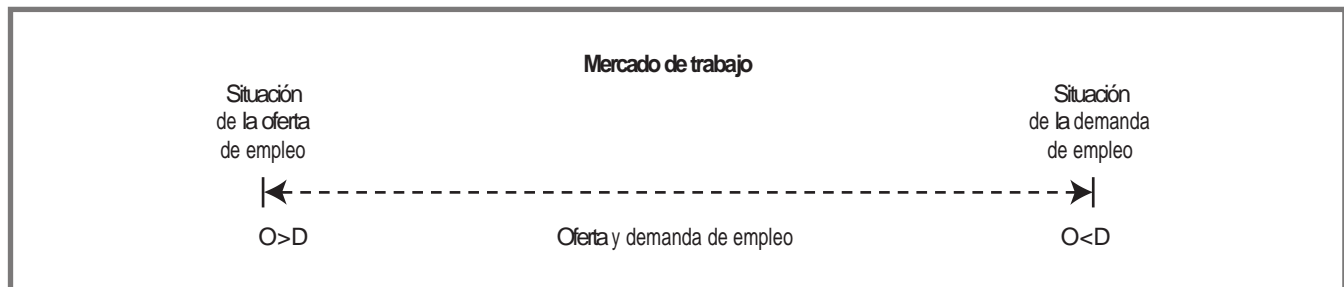 Mercado de trabajo
Situación
de la oferta
de empleo
Situación
de la demanda
de empleo
O>D
Oferta y demanda de empleo
O<D